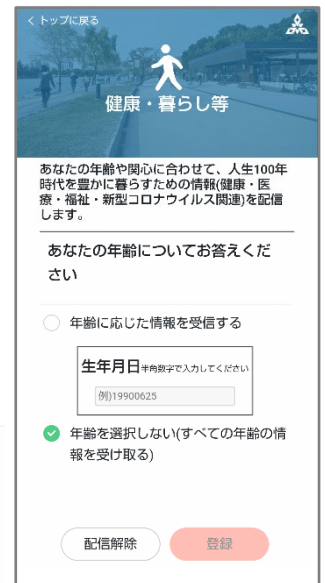 < トップに戻る
健康・暮らし等
あなたの年齢や関心に合わせて、人生100年
時代を豊かに暮らすための情報(健康・医
療・福祉・新型コロナウイルス関連)を配信
します。
あなたの年齢についてお答えくだ
さい
年齢に応じた情報を受信する
生年月日半角数字で入力してください
例)19900625
年齢を選択しない(すべての年齢の情
報を受け取る)
配信解除 登録